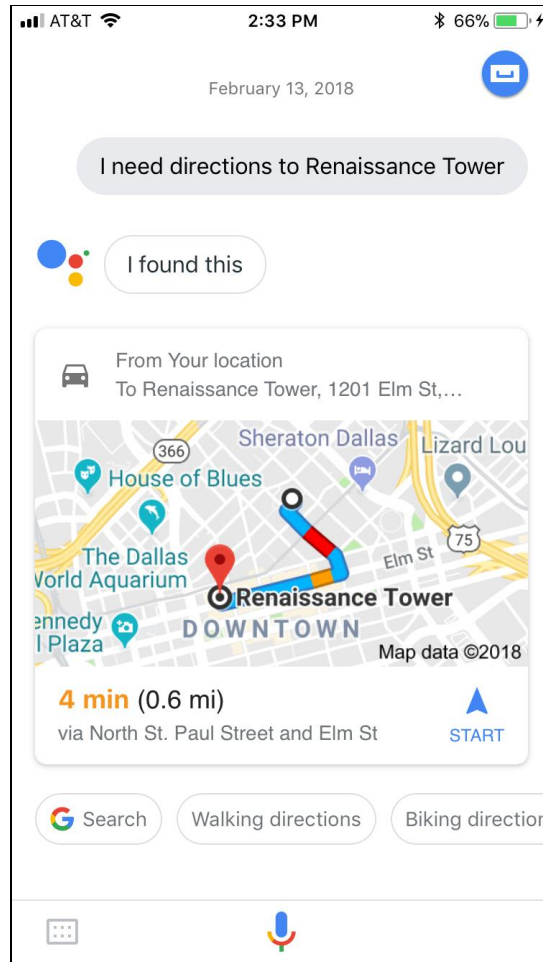 AT&T 2:33 PM 66%
February 13, 2018
I need directions to Renaissance Tower
I found this
From Your location
To Renaissance Tower, 1201 Elm St,...
366
Sheraton Dallas
Lizard Lou
House of Blues
75
Elm St
The Dallas
World Aquarium
Renaissance Tower
ennedy
l Plaza
DOWNTOWN
Map data ©2018
4 min (0.6 mi)
via North St. Paul Street and Elm St
START
G Search
Walking directions
Biking direction